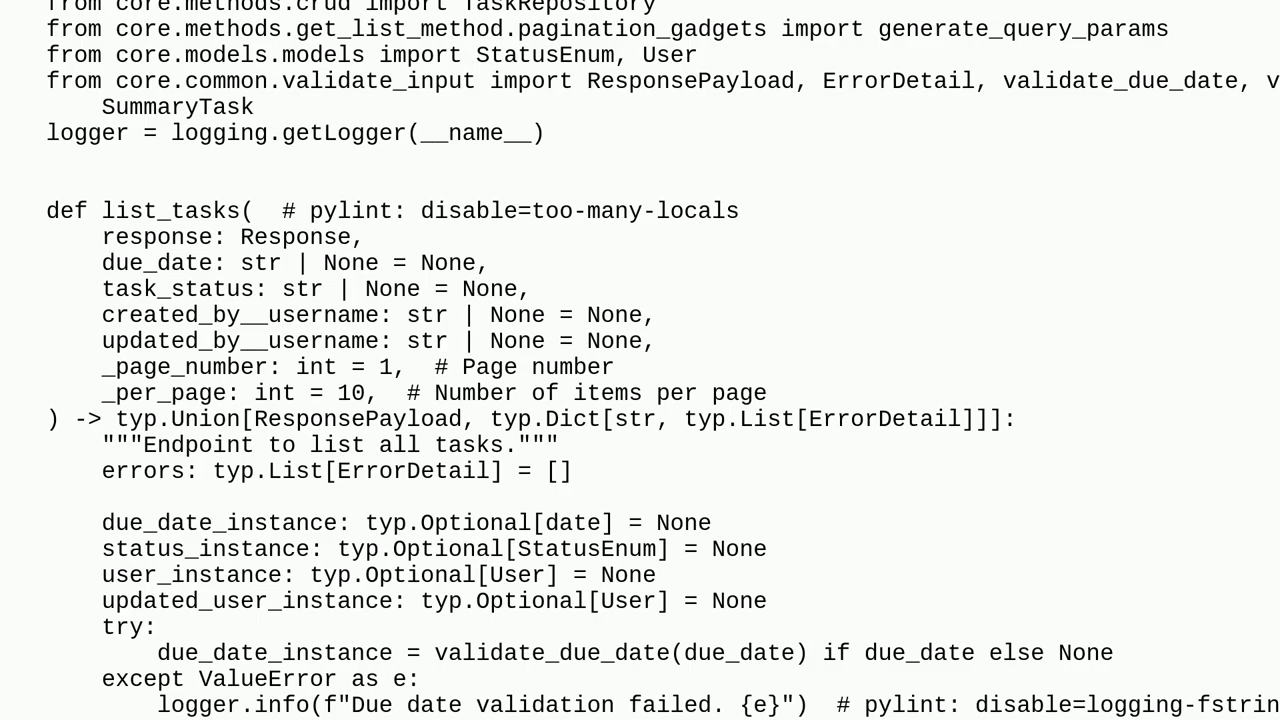 from core.methods.crud import TaskRepository
from core.methods.get_list_method.pagination_gadgets import generate_query_params
from core.models.models import StatusEnum, User
from core.common.validate_input import ResponsePayload, ErrorDetail, validate_due_date, v
    SummaryTask
logger = logging.getLogger(__name__)


def list_tasks(  # pylint: disable=too-many-locals
    response: Response,
    due_date: str | None = None,
    task_status: str | None = None,
    created_by__username: str | None = None,
    updated_by__username: str | None = None,
    _page_number: int = 1,  # Page number
    _per_page: int = 10,  # Number of items per page
) -> typ.Union[ResponsePayload, typ.Dict[str, typ.List[ErrorDetail]]]:
    """Endpoint to list all tasks."""
    errors: typ.List[ErrorDetail] = []

    due_date_instance: typ.Optional[date] = None
    status_instance: typ.Optional[StatusEnum] = None
    user_instance: typ.Optional[User] = None
    updated_user_instance: typ.Optional[User] = None
    try:
        due_date_instance = validate_due_date(due_date) if due_date else None
    except ValueError as e:
        logger.info(f"Due date validation failed. {e}")  # pylint: disable=logging-fstrin